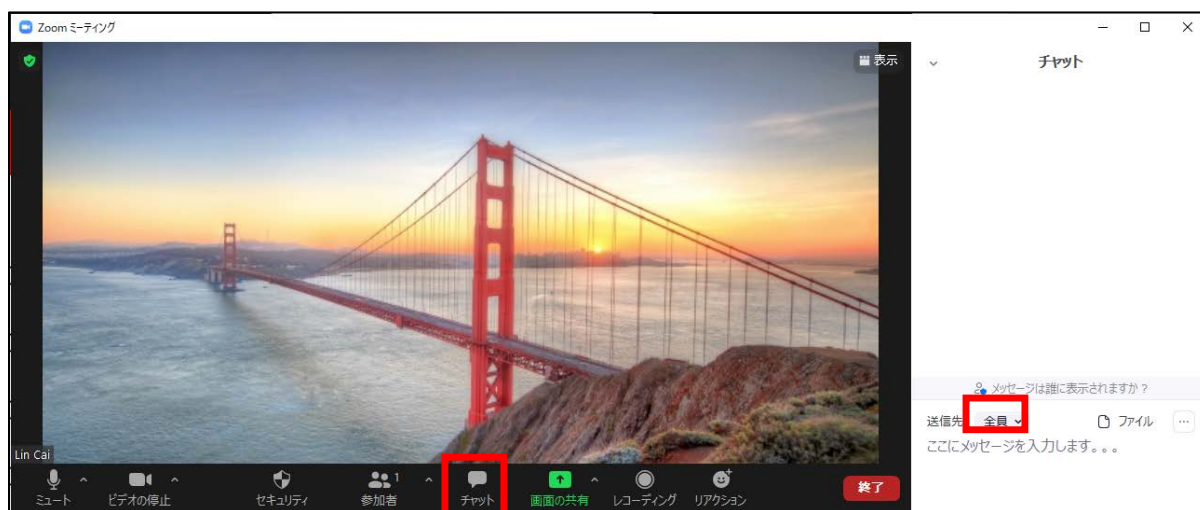 Zoom ミーティング
表示
チャット
メッセージは誰に表示されますか？
送信先 全員 ファイル ...
ここにメッセージを入力します。。。
Lin Cai
1
ミュート ビデオの停止 セキュリティ 参加者 チャット 画面の共有 レコーディング リアクション 終了